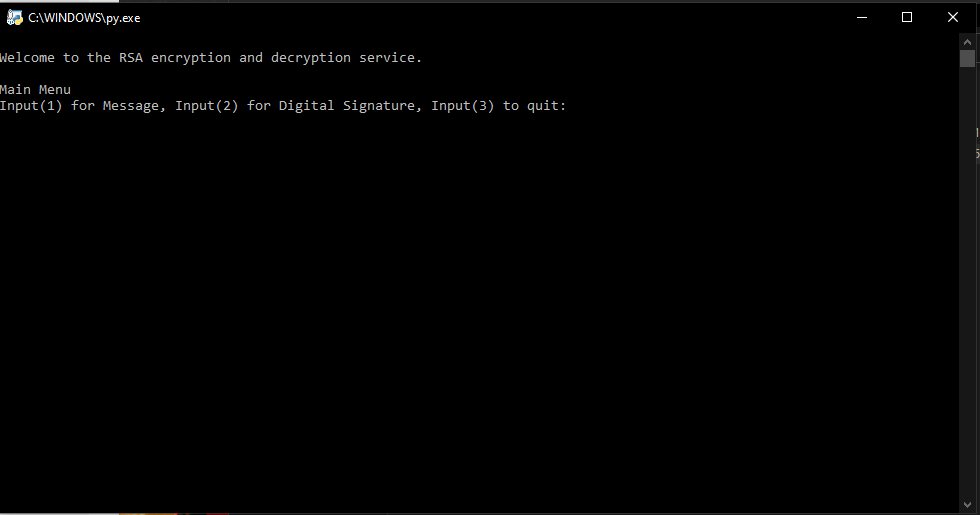 C:\WINDOWS\py.exe
Welcome to the RSA encryption and decryption service.
Main Menu
Input(1) for Message, Input(2) for Digital Signature, Input(3) to quit: